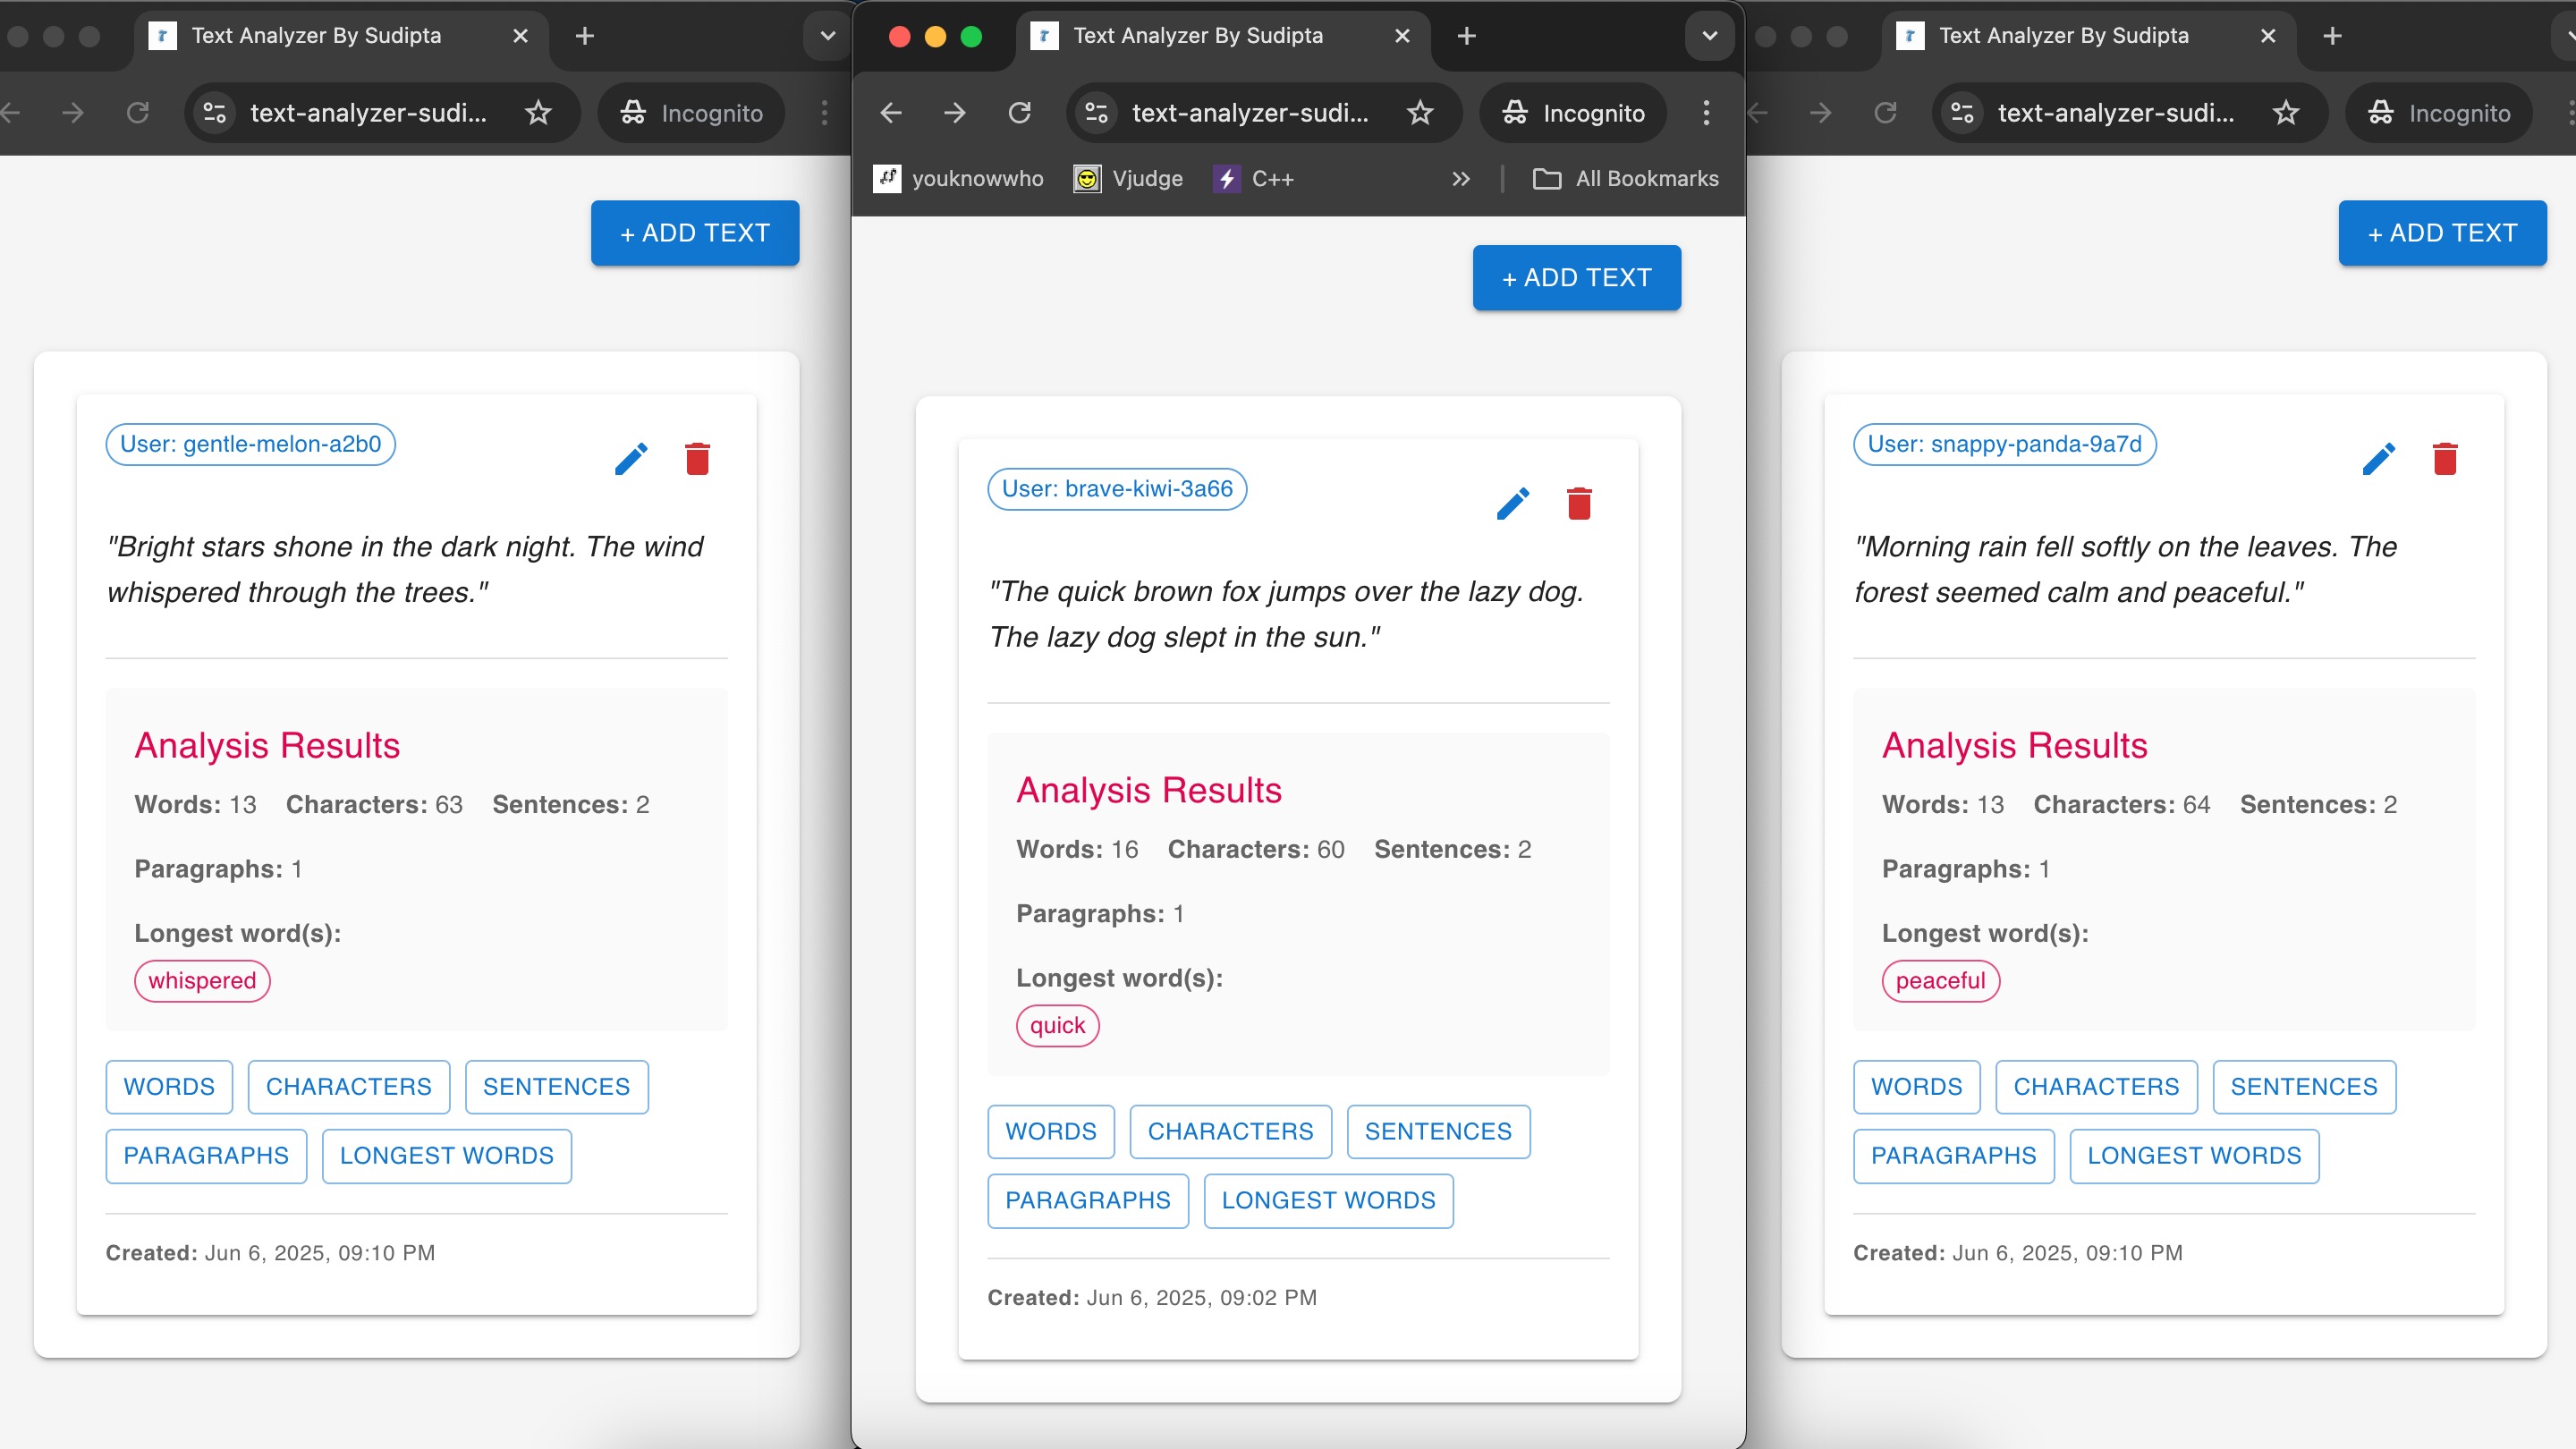 Text Analyzer By Sudipta
text-analyzer-sudi...
Incognito
+ ADD TEXT
User: gentle-melon-a2b0
"Bright stars shone in the dark night. The wind
whispered through the trees."
Analysis Results
Words: 13 Characters: 63 Sentences: 2
Paragraphs: 1
Longest word(s):
whispered
WORDS CHARACTERS SENTENCES
PARAGRAPHS LONGEST WORDS
Created: Jun 6, 2025, 09:10 PM
Text Analyzer By Sudipta
text-analyzer-sudi...
Incognito
youknowwho Vjudge C++ All Bookmarks
+ ADD TEXT
User: brave-kiwi-3a66
"The quick brown fox jumps over the lazy dog.
The lazy dog slept in the sun."
Analysis Results
Words: 16 Characters: 60 Sentences: 2
Paragraphs: 1
Longest word(s):
quick
WORDS CHARACTERS SENTENCES
PARAGRAPHS LONGEST WORDS
Created: Jun 6, 2025, 09:02 PM
Text Analyzer By Sudipta
text-analyzer-sudi...
Incognito
+ ADD TEXT
User: snappy-panda-9a7d
"Morning rain fell softly on the leaves. The
forest seemed calm and peaceful."
Analysis Results
Words: 13 Characters: 64 Sentences: 2
Paragraphs: 1
Longest word(s):
peaceful
WORDS CHARACTERS SENTENCES
PARAGRAPHS LONGEST WORDS
Created: Jun 6, 2025, 09:10 PM